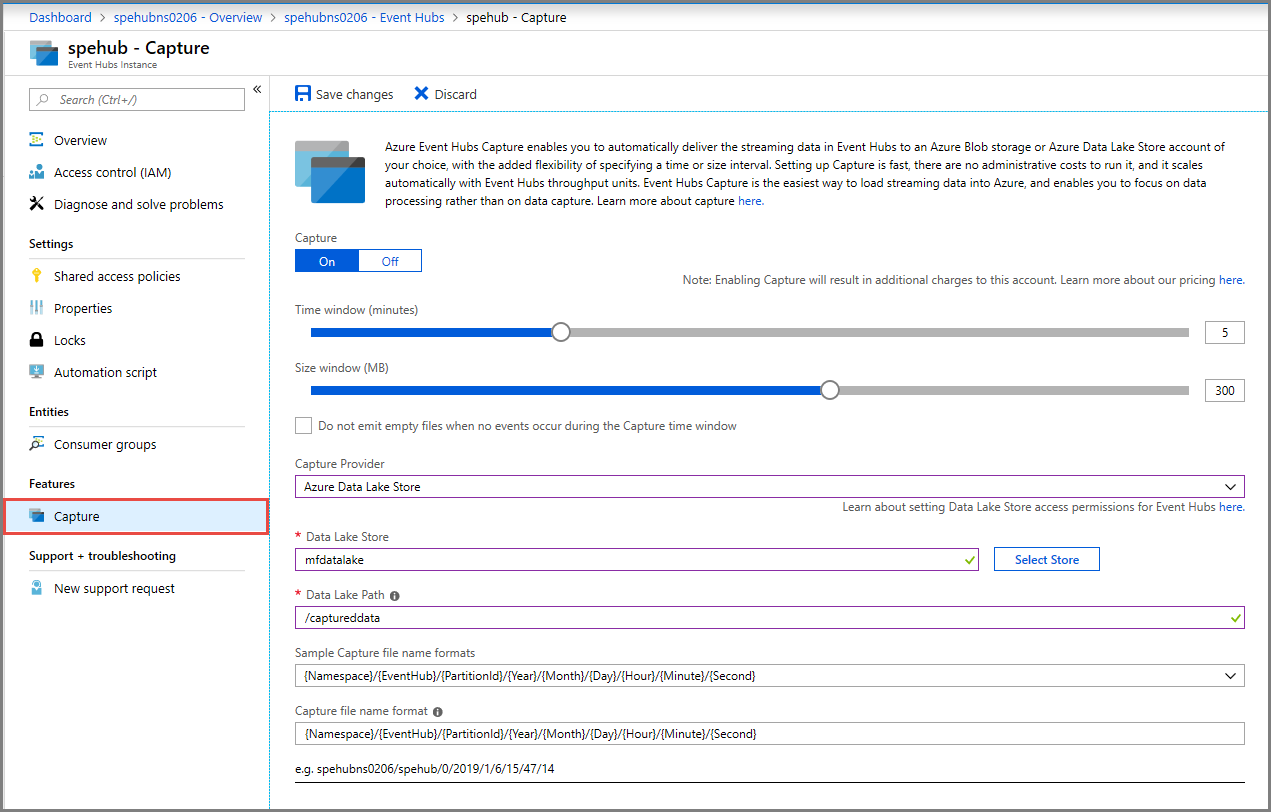 Dashboard > spehubns0206 - Overview > spehubns0206 - Event Hubs > spehub - Capture
spehub - Capture
Event Hubs Instance
Search (Ctrl+/)
«
Overview
Access control (IAM)
Diagnose and solve problems
Settings
Shared access policies
Properties
Locks
Automation script
Entities
Consumer groups
Features
Capture
Support + troubleshooting
New support request
Save changes
Discard
Azure Event Hubs Capture enables you to automatically deliver the streaming data in Event Hubs to an Azure Blob storage or Azure Data Lake Store account of
your choice, with the added flexibility of specifying a time or size interval. Setting up Capture is fast, there are no administrative costs to run it, and it scales
automatically with Event Hubs throughput units. Event Hubs Capture is the easiest way to load streaming data into Azure, and enables you to focus on data
processing rather than on data capture. Learn more about capture here.
Capture
On Off
Note: Enabling Capture will result in additional charges to this account. Learn more about our pricing here.
Time window (minutes)
5
Size window (MB)
300
Do not emit empty files when no events occur during the Capture time window
Capture Provider
Azure Data Lake Store
Learn about setting Data Lake Store access permissions for Event Hubs here.
* Data Lake Store
mfdatalake
Select Store
* Data Lake Path
/captureddata
Sample Capture file name formats
{Namespace}/{EventHub}/{PartitionId}/{Year}/{Month}/{Day}/{Hour}/{Minute}/{Second}
Capture file name format
{Namespace}/{EventHub}/{PartitionId}/{Year}/{Month}/{Day}/{Hour}/{Minute}/{Second}
e.g. spehubns0206/spehub/0/2019/1/6/15/47/14